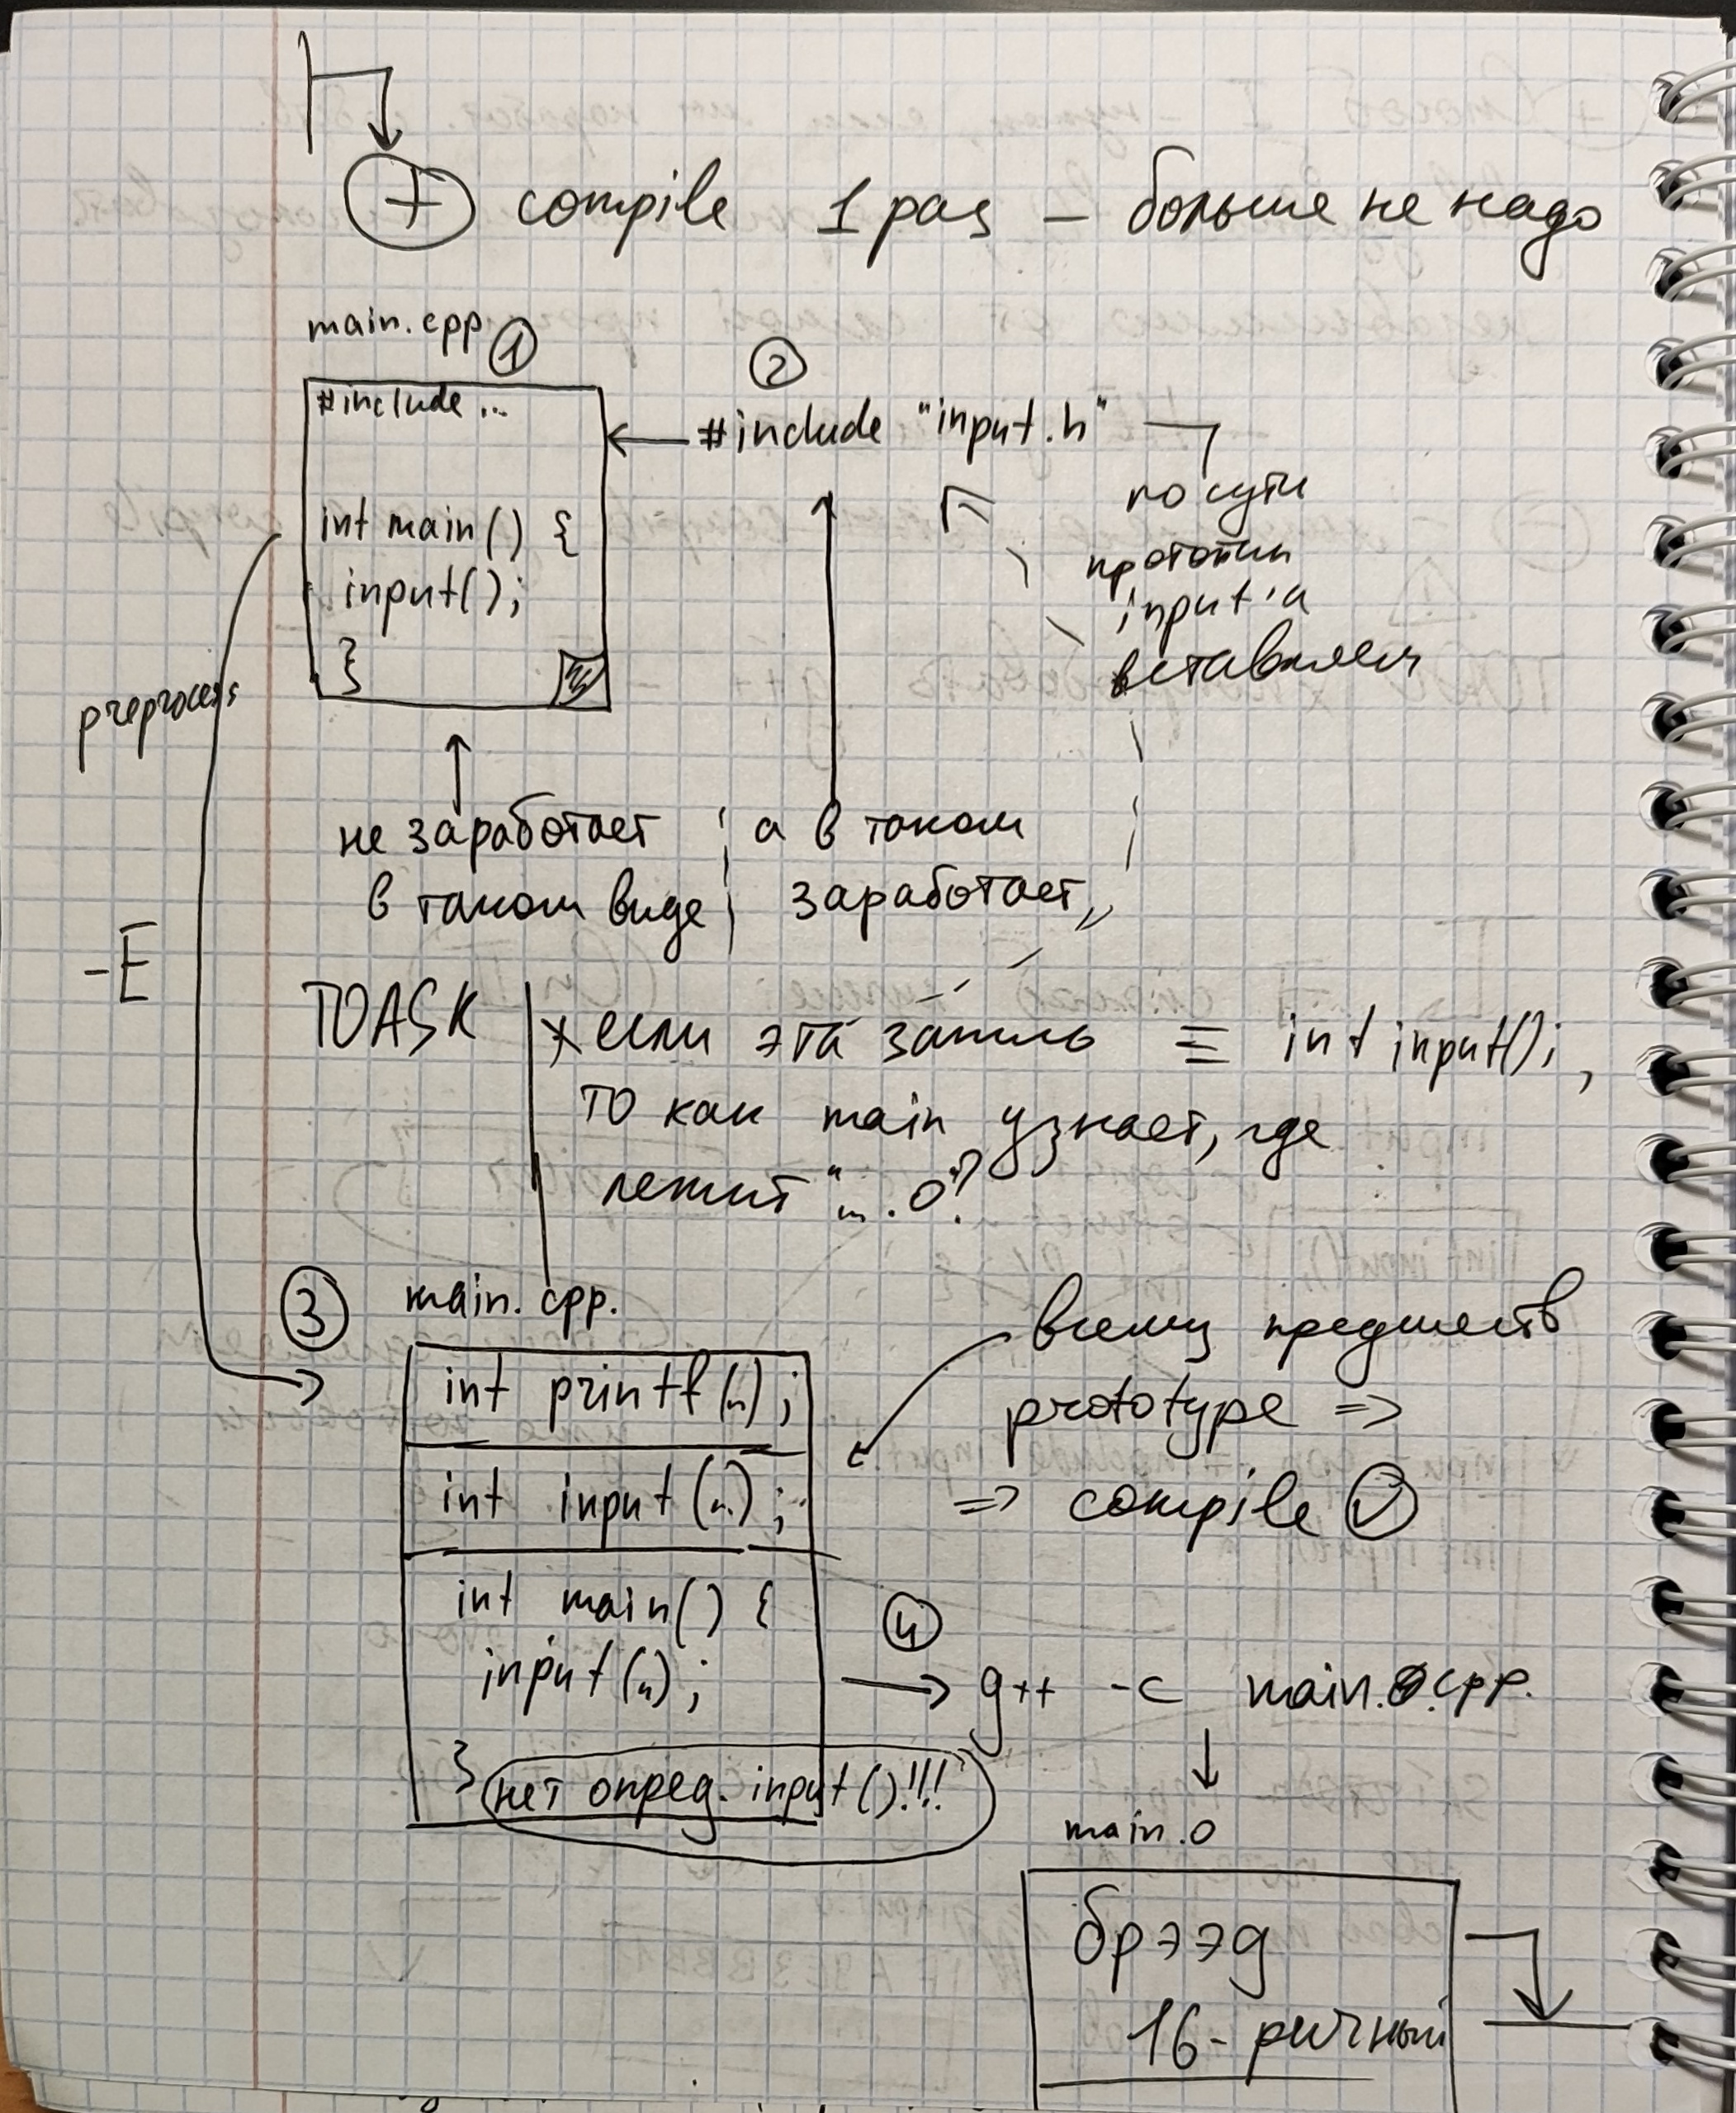 + compile 1 раз – больше не надо
main.cpp ①
#include ...
int main() {
input();
}
②
#include "input.h"
по сути
прототип
input'а
вставляем
preprocess
-E
не заработает
в таком виде
а в таком
заработает
TOASK
* если эта запись ≡ int input();,
то как main узнает, где
лежит "... .o"?
③ main.cpp.
int printf(..);
int input(..);
int main() {
input(..);
}
нет опред. input()!!!
всему предшеств
prototype =>
=> compile ✓
④
g++ -c main.cpp.
main.o
брээд
16-ричный